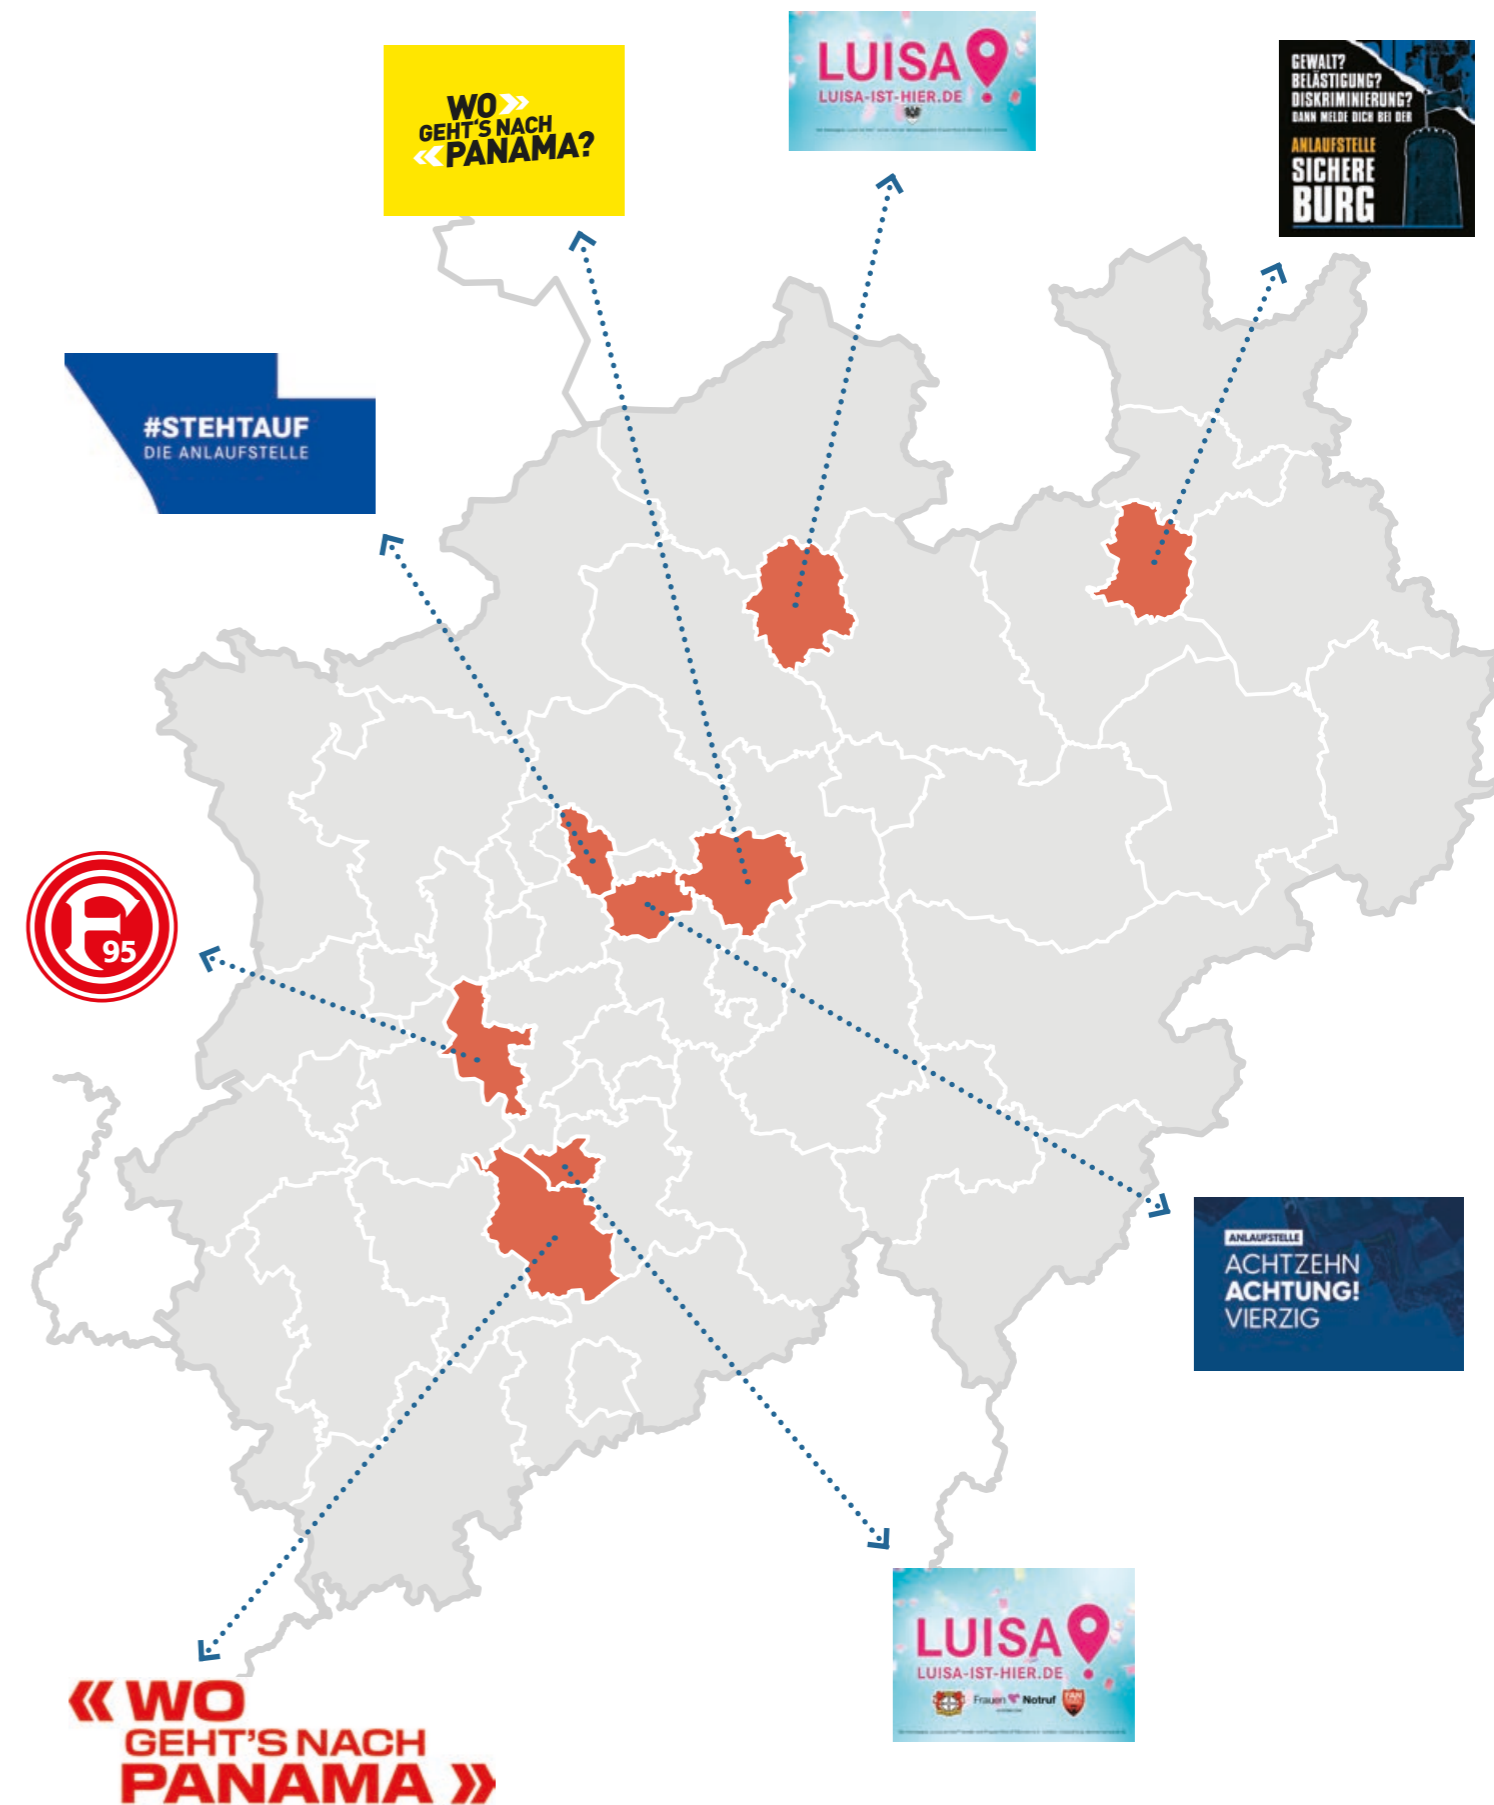 WO
GEHT'S NACH
PANAMA?
LUISA
LUISA-IST-HIER.DE
GEWALT?
BELÄSTIGUNG?
DISKRIMINIERUNG?
DANN MELDE DICH BEI DER
ANLAUFSTELLE
SICHERE
BURG
#STEHTAUF
DIE ANLAUFSTELLE
F
95
ANLAUFSTELLE
ACHTZEHN
ACHTUNG!
VIERZIG
LUISA
LUISA-IST-HIER.DE
Frauen Notruf
« WO
GEHT'S NACH
PANAMA »